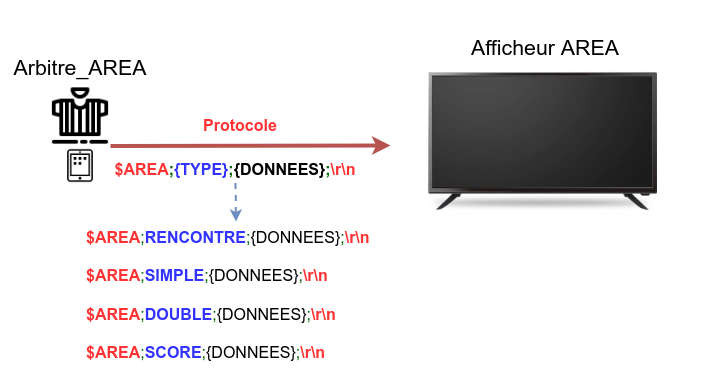 Afficheur AREA
Arbitre_AREA
Protocole
$AREA;{TYPE};{DONNEES};\r\n
$AREA;RENCONTRE;{DONNEES};\r\n
$AREA;SIMPLE;{DONNEES};\r\n
$AREA;DOUBLE;{DONNEES};\r\n
$AREA;SCORE;{DONNEES};\r\n